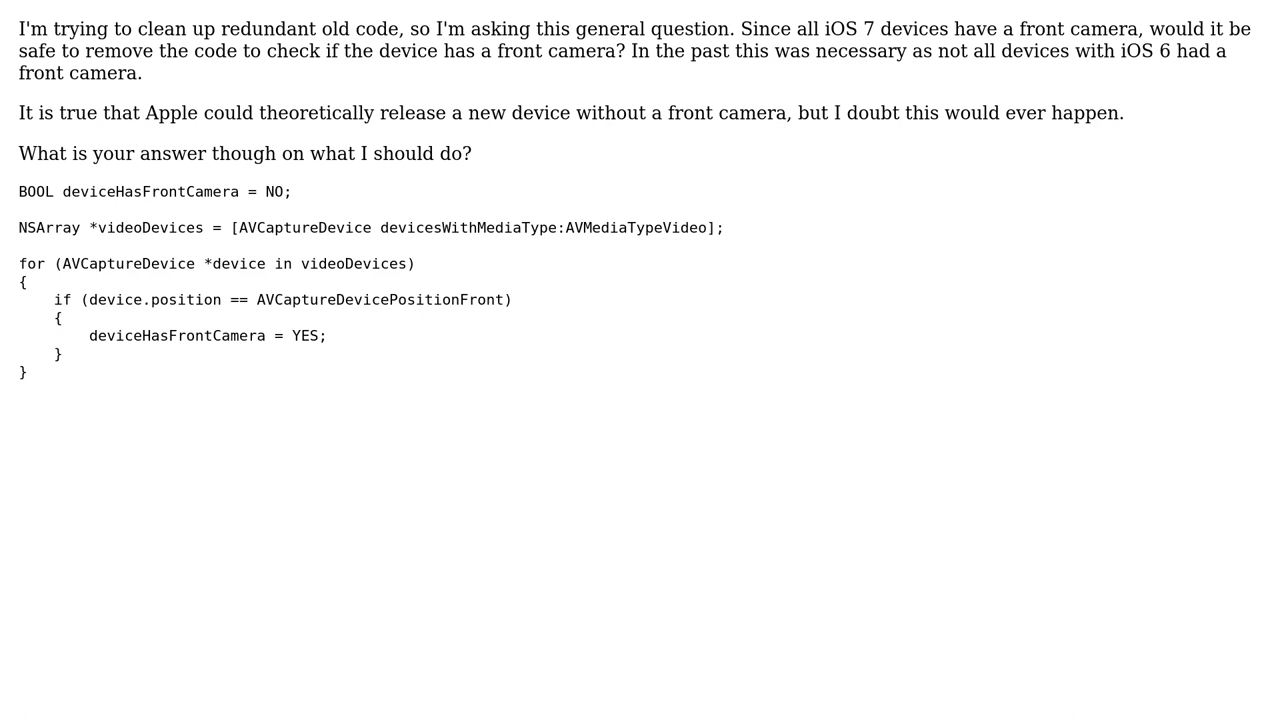 I'm trying to clean up redundant old code, so I'm asking this general question. Since all iOS 7 devices have a front camera, would it be
safe to remove the code to check if the device has a front camera? In the past this was necessary as not all devices with iOS 6 had a
front camera.
It is true that Apple could theoretically release a new device without a front camera, but I doubt this would ever happen.
What is your answer though on what I should do?
BOOL deviceHasFrontCamera = NO;
NSArray *videoDevices = [AVCaptureDevice devicesWithMediaType:AVMediaTypeVideo];
for (AVCaptureDevice *device in videoDevices)
{
    if (device.position == AVCaptureDevicePositionFront)
    {
        deviceHasFrontCamera = YES;
    }
}